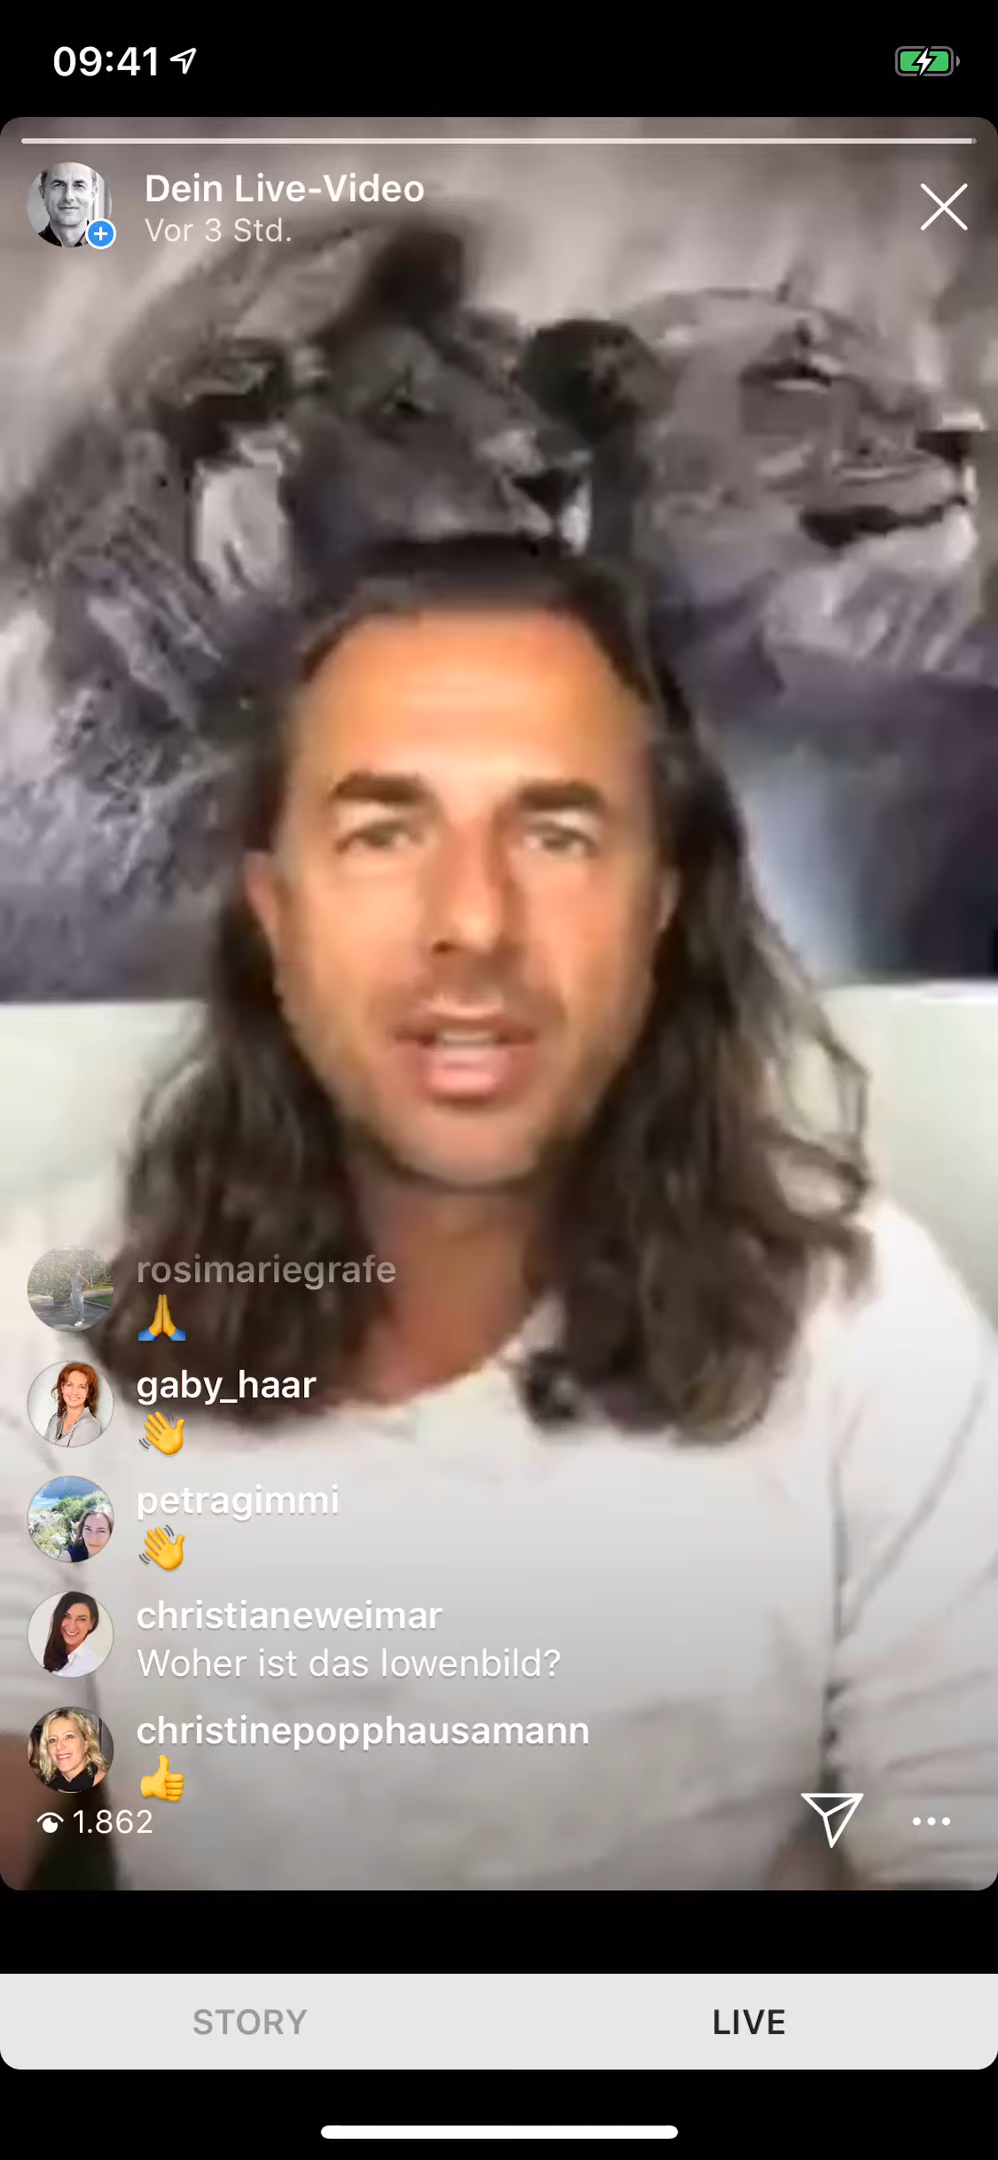 09:41
Dein Live-Video
Vor 3 Std.
rosimariegrafe
🙏
gaby_haar
👋
petragimmi
👋
christianeweimar
Woher ist das lowenbild?
christinepopphausamann
👍
1.862
STORY
LIVE